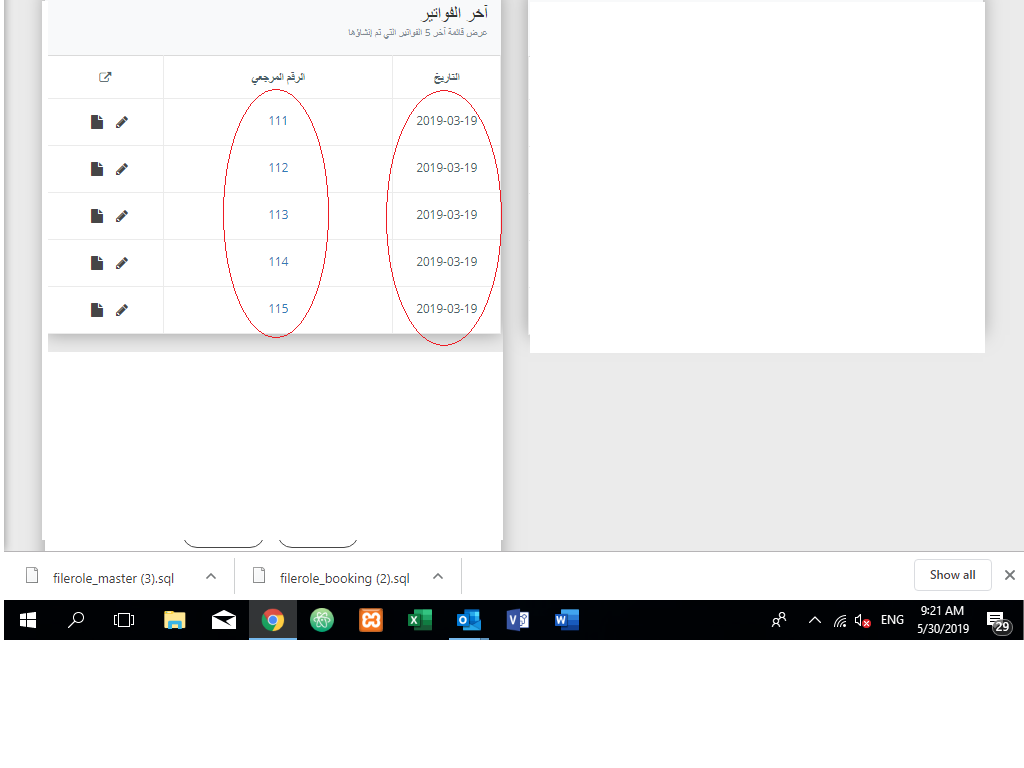 آخر الفواتير
عرض قائمة آخر 5 الفواتير التي تم إنشاؤها
التاريخ الرقم المرجعي
2019-03-19 111
2019-03-19 112
2019-03-19 113
2019-03-19 114
2019-03-19 115
filerole_master (3).sql filerole_booking (2).sql Show all
ENG 9:21 AM
5/30/2019 29